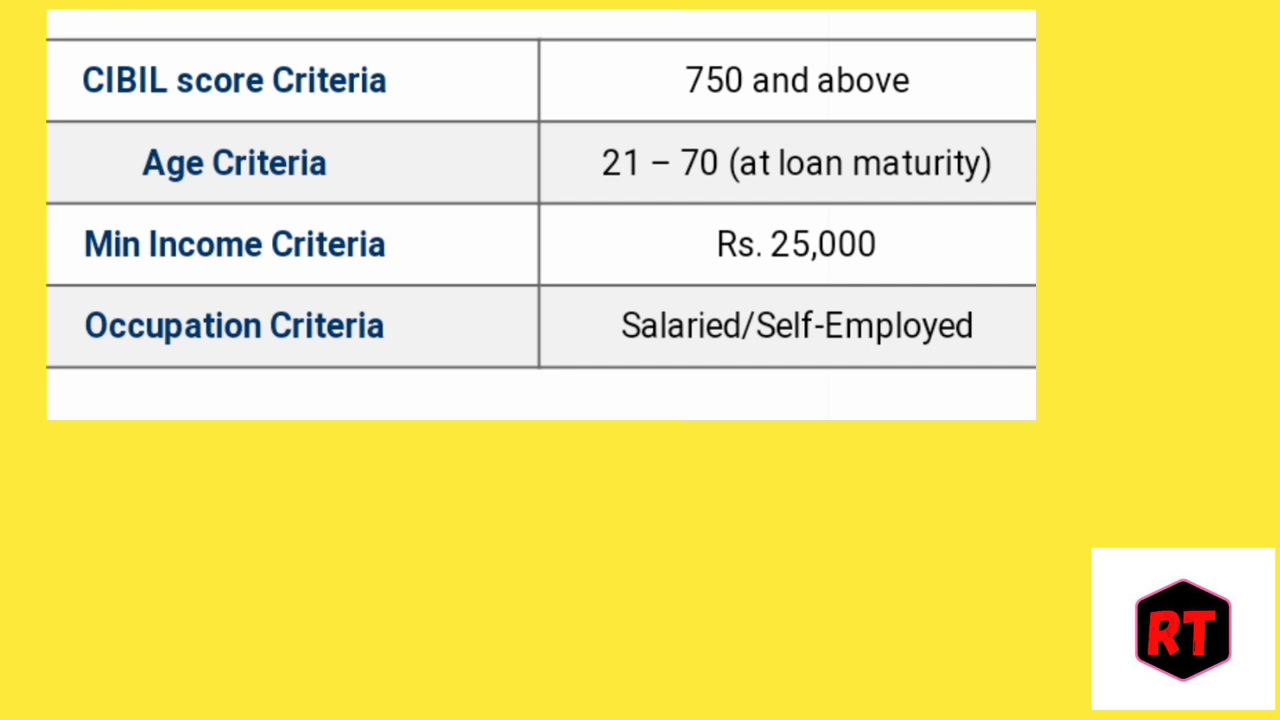 CIBIL score Criteria 750 and above
Age Criteria 21 – 70 (at loan maturity)
Min Income Criteria Rs. 25,000
Occupation Criteria Salaried/Self-Employed
RT